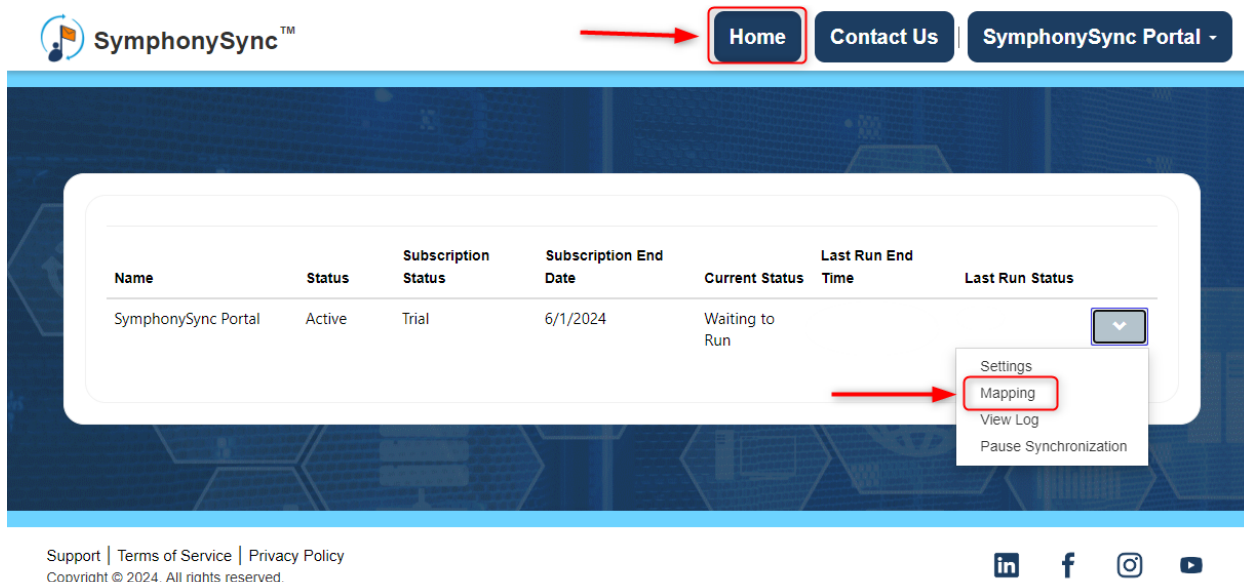 SymphonySync™
Home
Contact Us
SymphonySync Portal
Name
Status
Subscription
Status
Subscription End
Date
Current Status
Last Run End
Time
Last Run Status
SymphonySync Portal
Active
Trial
6/1/2024
Waiting to
Run
Settings
Mapping
View Log
Pause Synchronization
Support | Terms of Service | Privacy Policy
Copyright © 2024. All rights reserved.
in
f